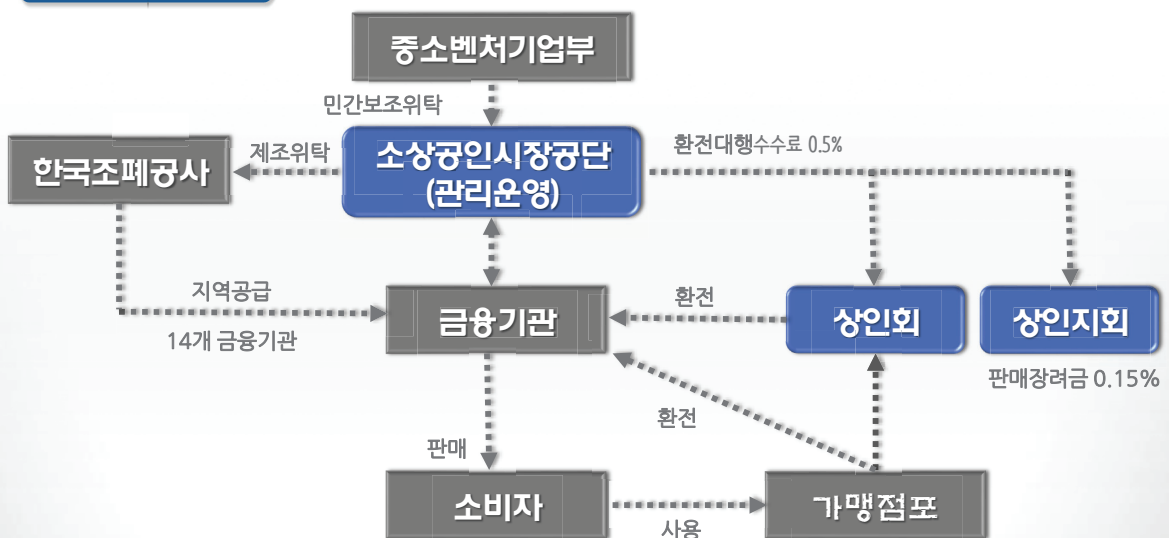 중소벤처기업부
민간보조위탁
한국조폐공사
제조위탁
소상공인시장공단
(관리운영)
환전대행수수료 0.5%
지역공급
14개 금융기관
금융기관
환전
상인회
상인지회
판매장려금 0.15%
환전
판매
소비자
사용
가맹점포